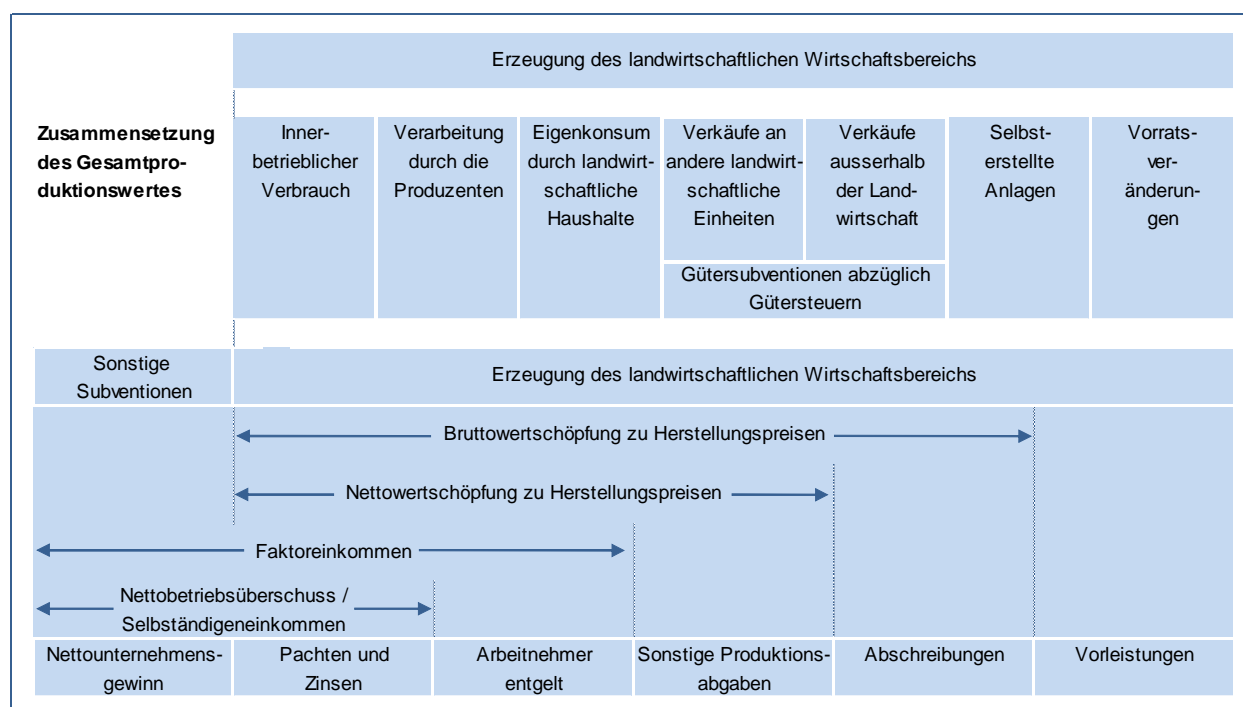 Erzeugung des landwirtschaftlichen Wirtschaftsbereichs
Zusammensetzung
des Gesamtpro-
duktionswertes
Inner-
betrieblicher
Verbrauch
Verarbeitung
durch die
Produzenten
Eigenkonsum
durch landwirt-
schaftliche
Haushalte
Verkäufe an
andere landwirt-
schaftliche
Einheiten
Verkäufe
ausserhalb
der Land-
wirtschaft
Selbst-
erstellte
Anlagen
Vorrats-
ver-
änderun-
gen
Gütersubventionen abzüglich
Gütersteuern
Sonstige
Subventionen
Erzeugung des landwirtschaftlichen Wirtschaftsbereichs
Bruttowertschöpfung zu Herstellungspreisen
Nettowertschöpfung zu Herstellungspreisen
Faktoreinkommen
Nettobetriebsüberschuss /
Selbständigeneinkommen
Nettounternehmens-
gewinn
Pachten und
Zinsen
Arbeitnehmer
entgelt
Sonstige Produktions-
abgaben
Abschreibungen
Vorleistungen